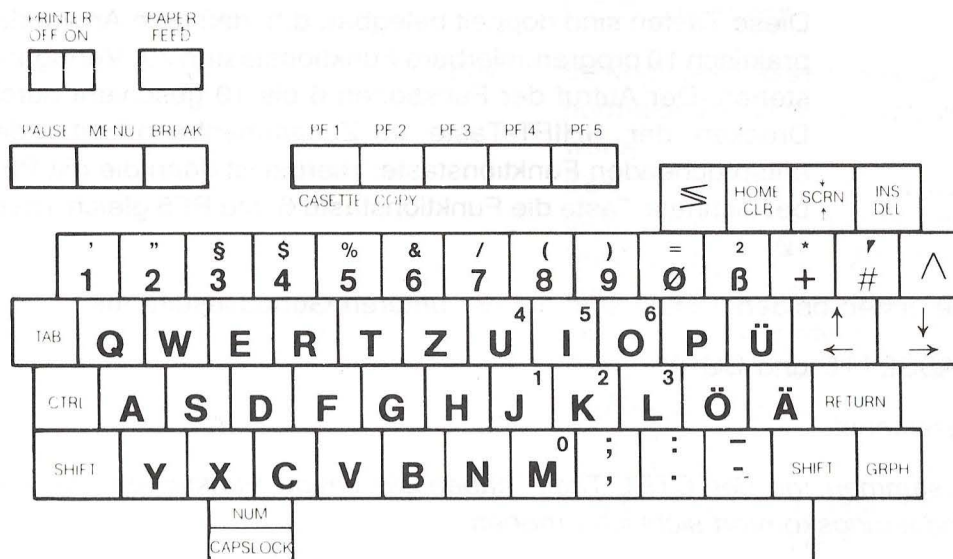 PRINTER PAPER
OFF ON FEED
PAUSE MENU BREAK PF 1 PF 2 PF 3 PF 4 PF 5
CASETTE COPY
≤ HOME CLR SCRN INS DEL
' " § $ % & / ( ) = 2 *
1 2 3 4 5 6 7 8 9 Ø ß + # ^
TAB Q W E R T Z U 4 I 5 O 6 P Ü ↑ ← ↓ →
CTRL A S D F G H J 1 K 2 L 3 Ö Ä RETURN
SHIFT Y X C V B N M 0 ; , : . – - SHIFT GRPH
NUM
CAPSLOCK